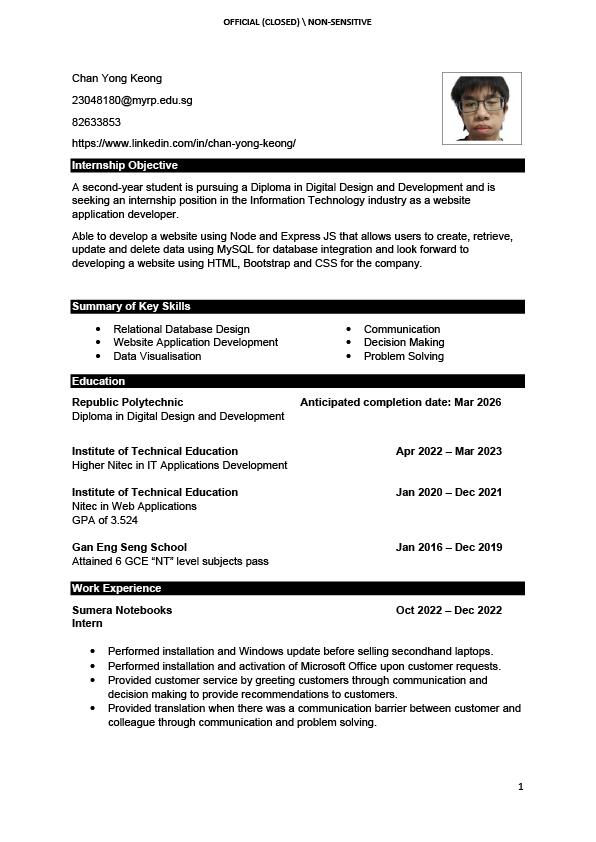 OFFICIAL (CLOSED) \ NON-SENSITIVE
Chan Yong Keong
23048180@myrp.edu.sg
82633853
https://www.linkedin.com/in/chan-yong-keong/
Internship Objective
A second-year student is pursuing a Diploma in Digital Design and Development and is
seeking an internship position in the Information Technology industry as a website
application developer.
Able to develop a website using Node and Express JS that allows users to create, retrieve,
update and delete data using MySQL for database integration and look forward to
developing a website using HTML, Bootstrap and CSS for the company.
Summary of Key Skills
• Relational Database Design
• Website Application Development
• Data Visualisation
• Communication
• Decision Making
• Problem Solving
Education
Republic Polytechnic Anticipated completion date: Mar 2026
Diploma in Digital Design and Development
Institute of Technical Education Apr 2022 – Mar 2023
Higher Nitec in IT Applications Development
Institute of Technical Education Jan 2020 – Dec 2021
Nitec in Web Applications
GPA of 3.524
Gan Eng Seng School Jan 2016 – Dec 2019
Attained 6 GCE “NT” level subjects pass
Work Experience
Sumera Notebooks Oct 2022 – Dec 2022
Intern
• Performed installation and Windows update before selling secondhand laptops.
• Performed installation and activation of Microsoft Office upon customer requests.
• Provided customer service by greeting customers through communication and
decision making to provide recommendations to customers.
• Provided translation when there was a communication barrier between customer and
colleague through communication and problem solving.
1